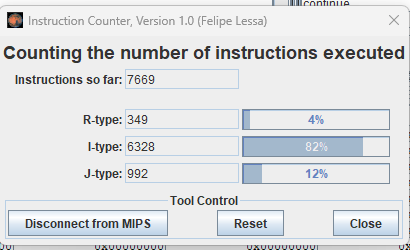 continue
Instruction Counter, Version 1.0 (Felipe Lessa)
Counting the number of instructions executed
Instructions so far: 7669
R-type: 349 4%
I-type: 6328 82%
J-type: 992 12%
Tool Control
Disconnect from MIPS Reset Close